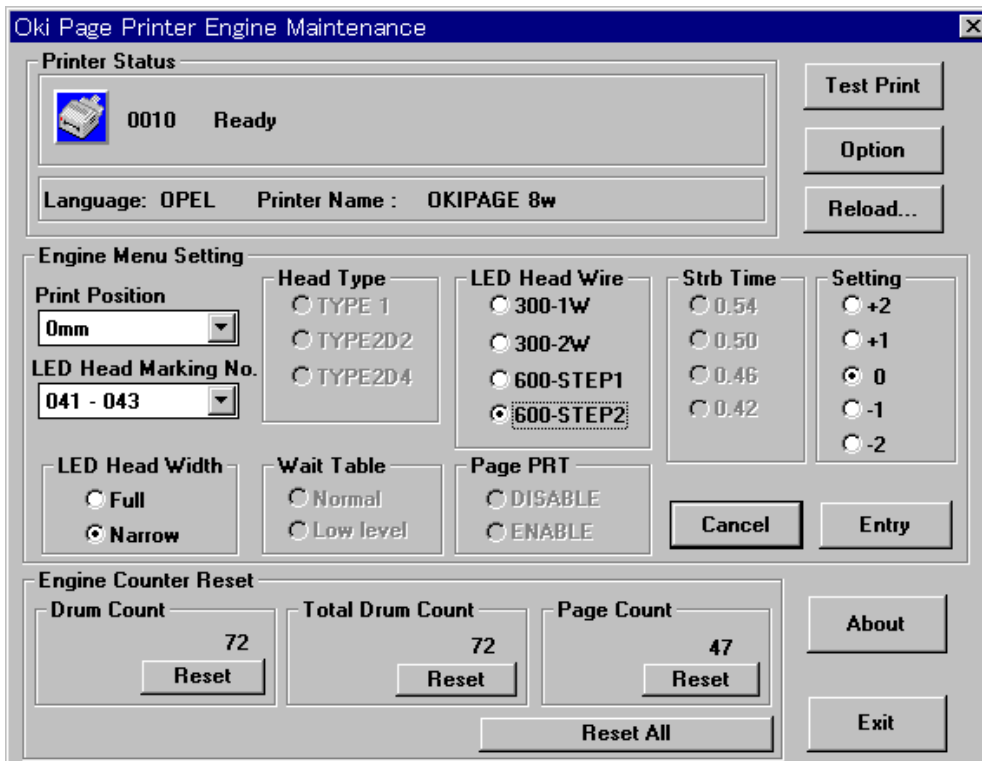 Oki Page Printer Engine Maintenance
Printer Status
0010 Ready
Language: OPEL Printer Name : OKIPAGE 8w
Test Print
Option
Reload...
Engine Menu Setting
Print Position
0mm
LED Head Marking No.
041 - 043
Head Type
TYPE 1
TYPE2D2
TYPE2D4
LED Head Wire
300-1W
300-2W
600-STEP1
600-STEP2
Strb Time
0.54
0.50
0.46
0.42
Setting
+2
+1
0
-1
-2
LED Head Width
Full
Narrow
Wait Table
Normal
Low level
Page PRT
DISABLE
ENABLE
Cancel
Entry
Engine Counter Reset
Drum Count
72
Reset
Total Drum Count
72
Reset
Page Count
47
Reset
Reset All
About
Exit